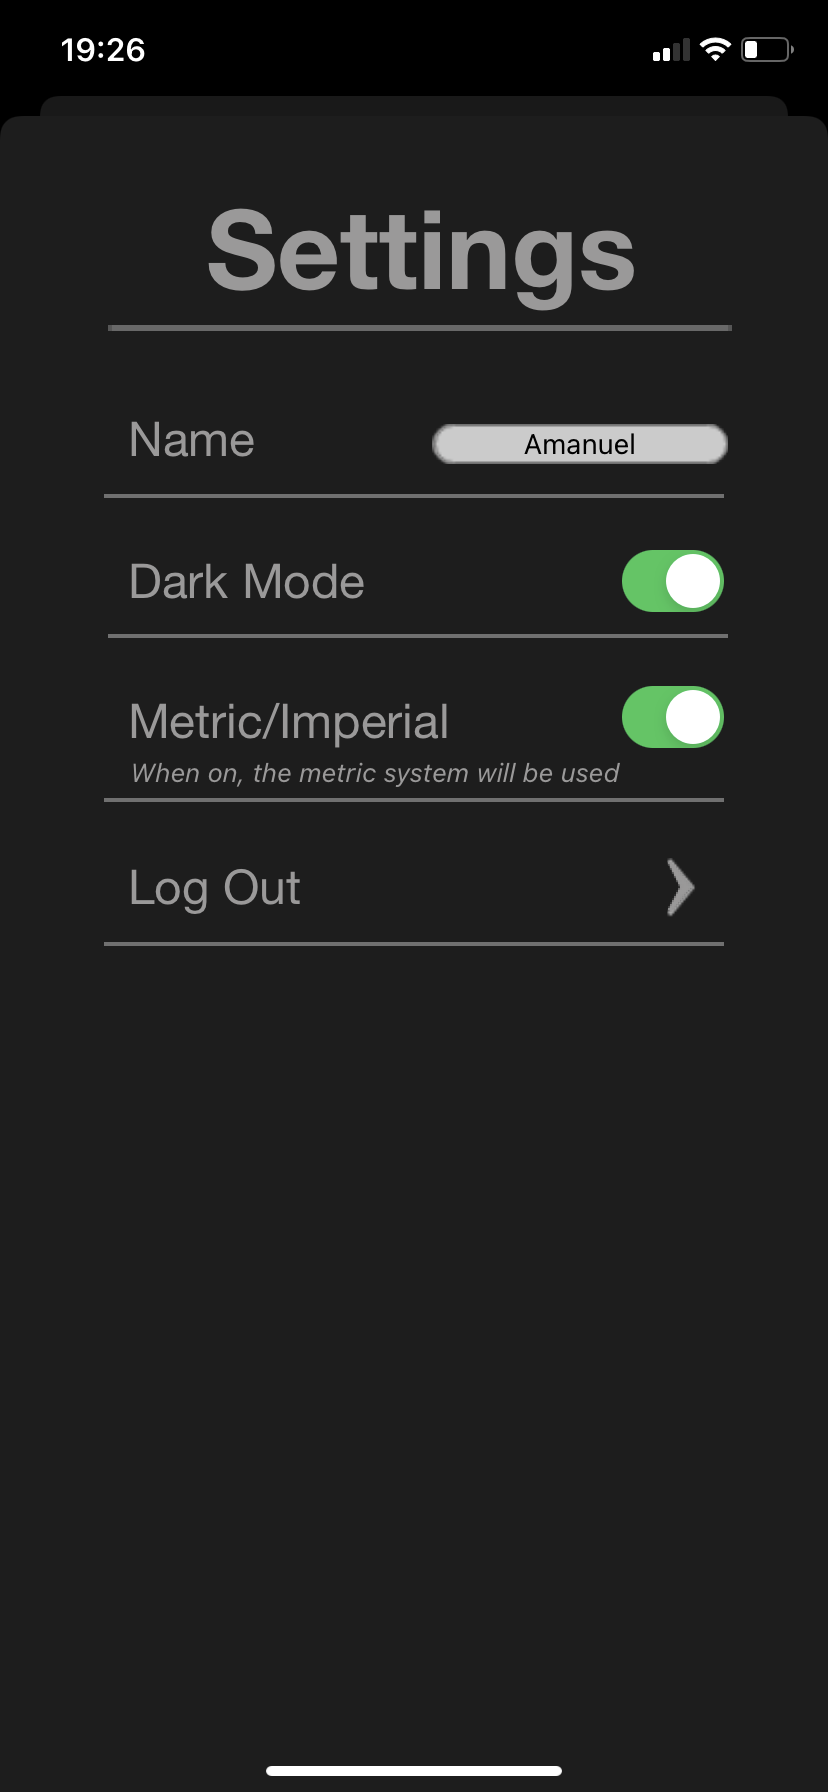 19:26
Settings
Name
Amanuel
Dark Mode
Metric/Imperial
When on, the metric system will be used
Log Out